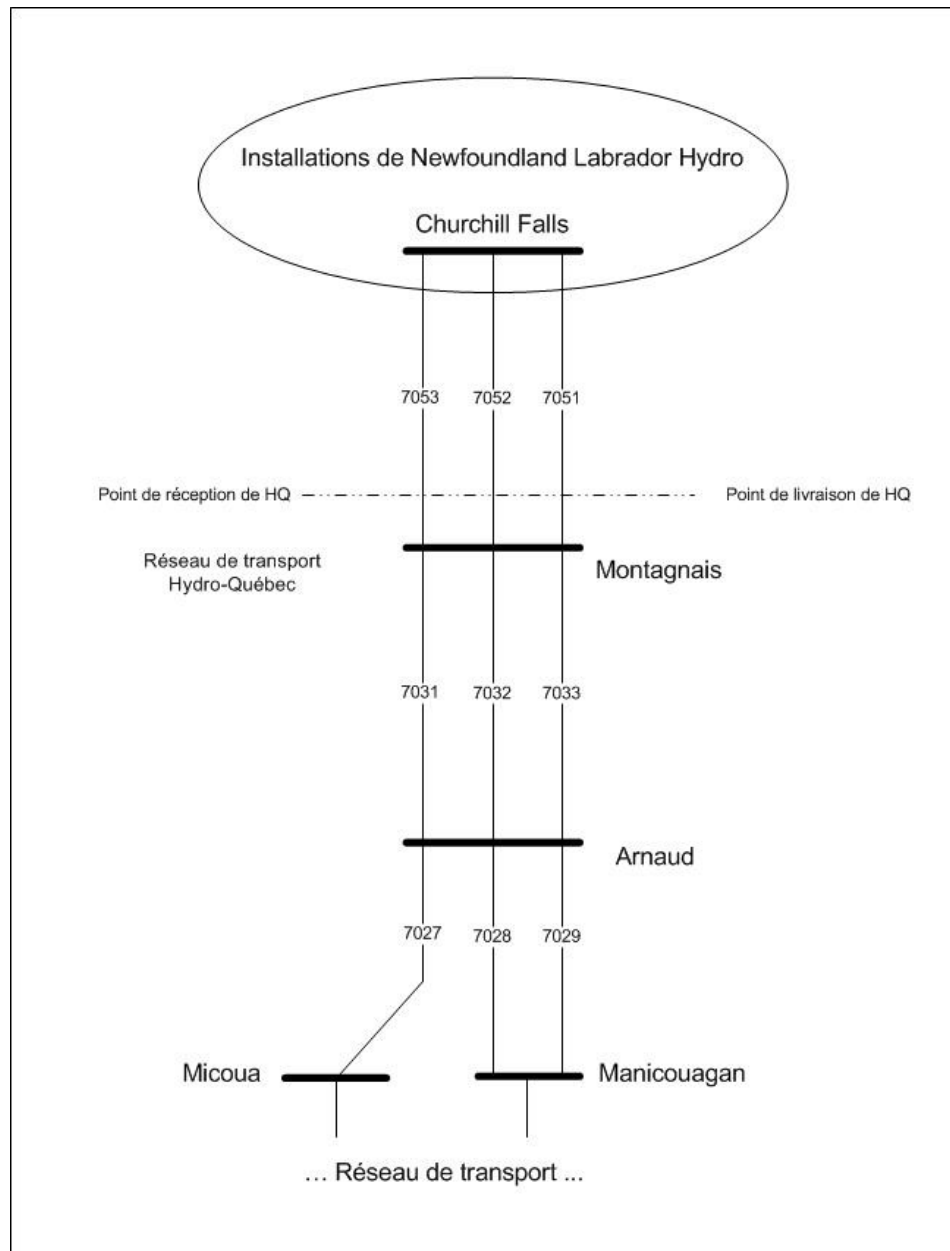 Installations de Newfoundland Labrador Hydro
Churchill Falls
7053 7052 7051
Point de réception de HQ
Point de livraison de HQ
Réseau de transport
Hydro-Québec
Montagnais
7031 7032 7033
Arnaud
7027 7028 7029
Micoua
Manicouagan
... Réseau de transport ...